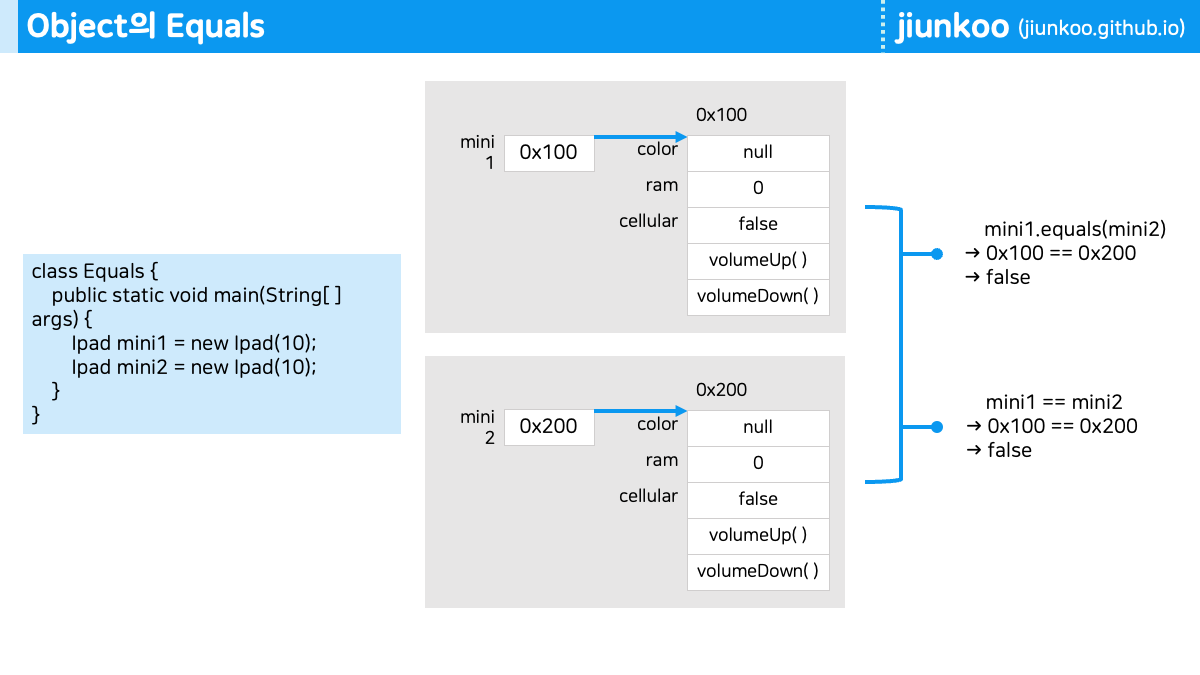 Object의 Equals
jiunkoo (jiunkoo.github.io)
class Equals {
public static void main(String[ ]
args) {
Ipad mini1 = new Ipad(10);
Ipad mini2 = new Ipad(10);
}
}
0x100
mini
1
0x100
color
null
ram
0
cellular
false
volumeUp( )
volumeDown( )
0x200
mini
2
0x200
color
null
ram
0
cellular
false
volumeUp( )
volumeDown( )
mini1.equals(mini2)
→ 0x100 == 0x200
→ false
mini1 == mini2
→ 0x100 == 0x200
→ false